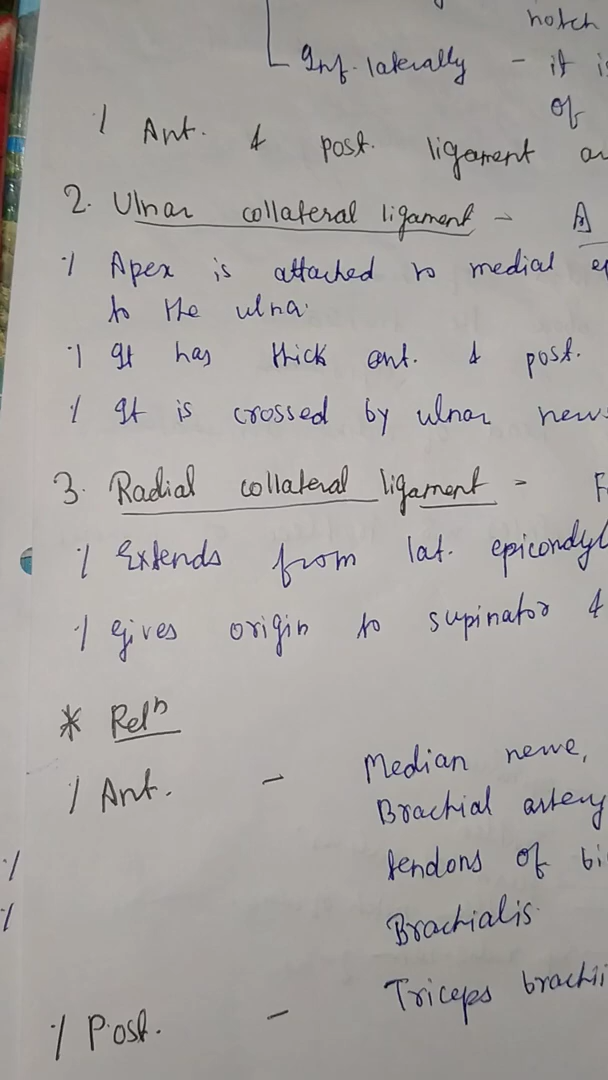 notch
Inf. laterally - it is
of
Ant. & post. ligament
2. Ulnar collateral ligament -
Apex is attached to medial
to the ulna.
It has thick ant. & post.
It is crossed by ulnar
3. Radial collateral ligament -
Extends from lat. epicondyl
Gives origin to supinator &
* Relⁿ
Ant. - Median nerve,
Brachial artery
tendons of bi
Brachialis.
Post. - Triceps brachii